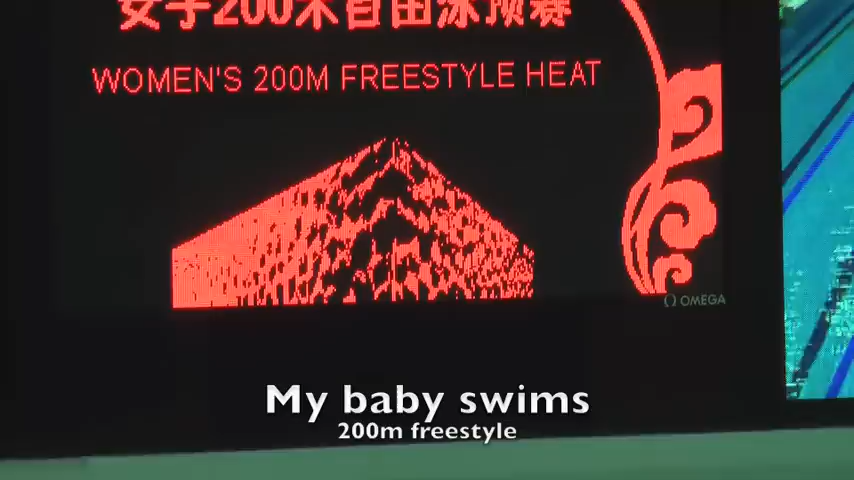 女子200米自由泳预赛
WOMEN'S 200M FREESTYLE HEAT
Ω OMEGA
My baby swims
200m freestyle